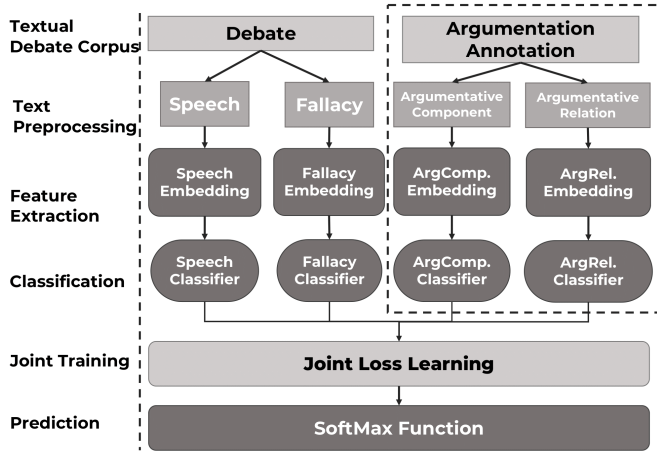 Textual
Debate Corpus
Debate
Argumentation
Annotation
Text
Preprocessing
Speech
Fallacy
Argumentative
Component
Argumentative
Relation
Feature
Extraction
Speech
Embedding
Fallacy
Embedding
ArgComp.
Embedding
ArgRel.
Embedding
Classification
Speech
Classifier
Fallacy
Classifier
ArgComp.
Classifier
ArgRel.
Classifier
Joint Training
Joint Loss Learning
Prediction
SoftMax Function